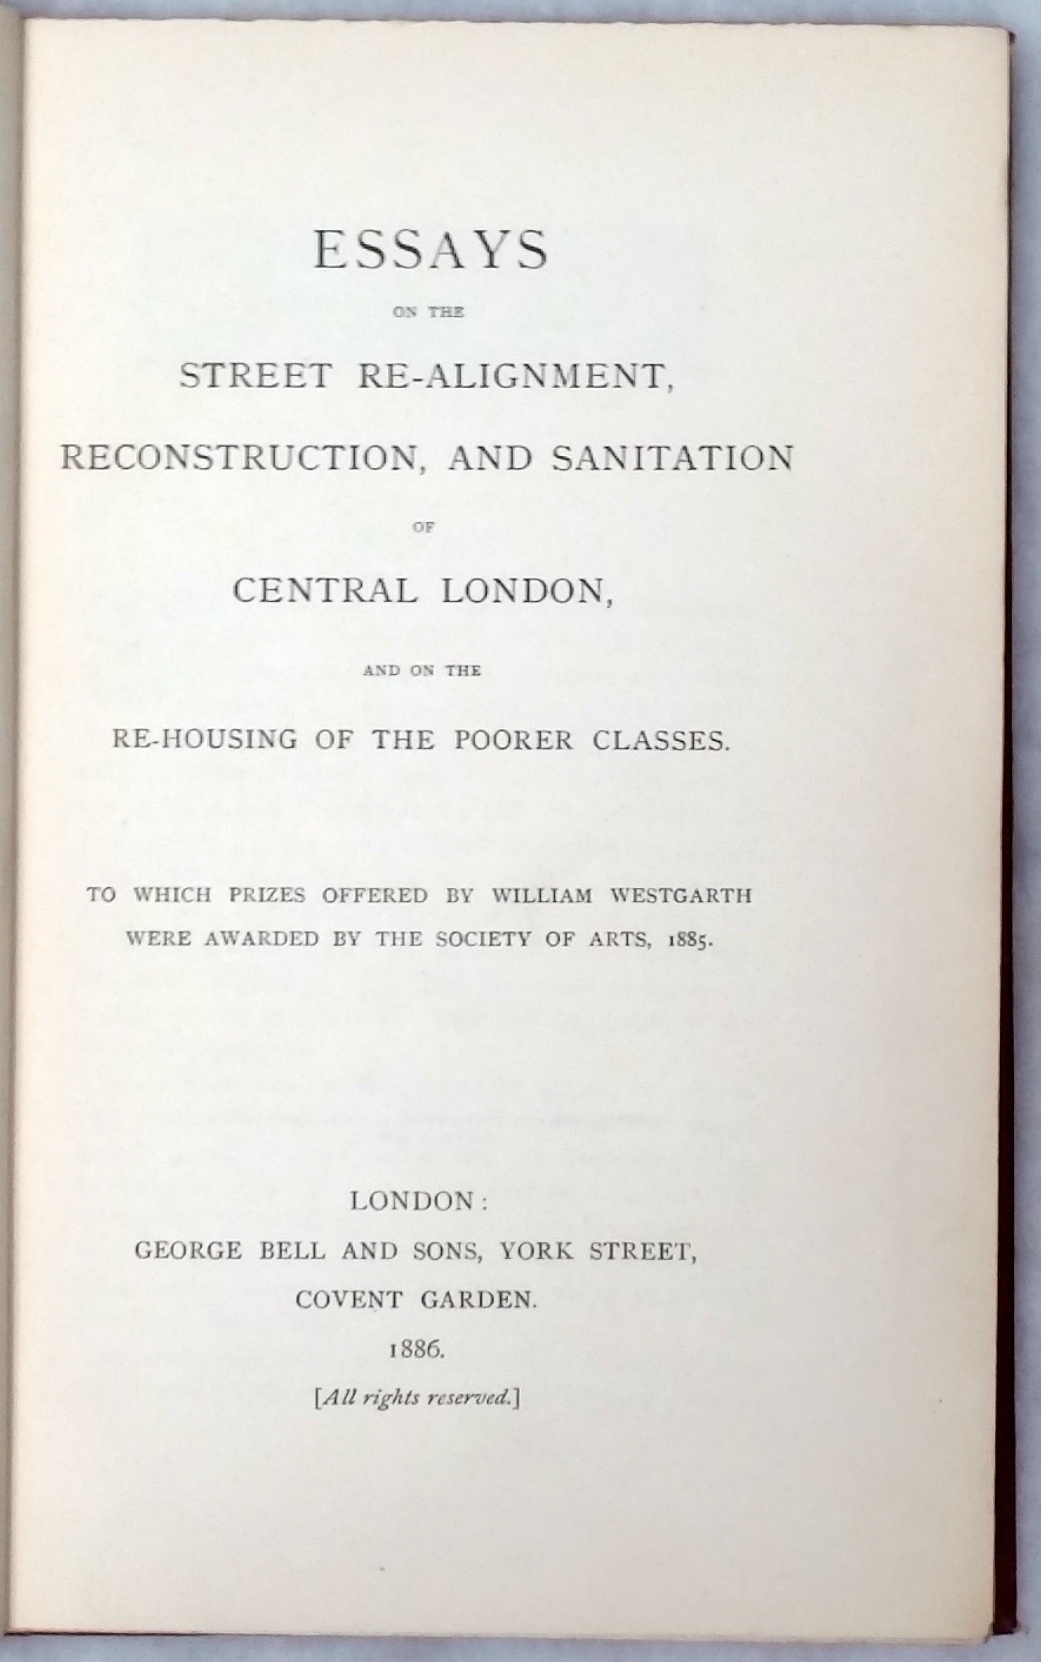 ESSAYS
ON THE
STREET RE-ALIGNMENT,
RECONSTRUCTION, AND SANITATION
OF
CENTRAL LONDON,
AND ON THE
RE-HOUSING OF THE POORER CLASSES.
TO WHICH PRIZES OFFERED BY WILLIAM WESTGARTH
WERE AWARDED BY THE SOCIETY OF ARTS, 1885.
LONDON:
GEORGE BELL AND SONS, YORK STREET,
COVENT GARDEN.
1886.
[All rights reserved.]